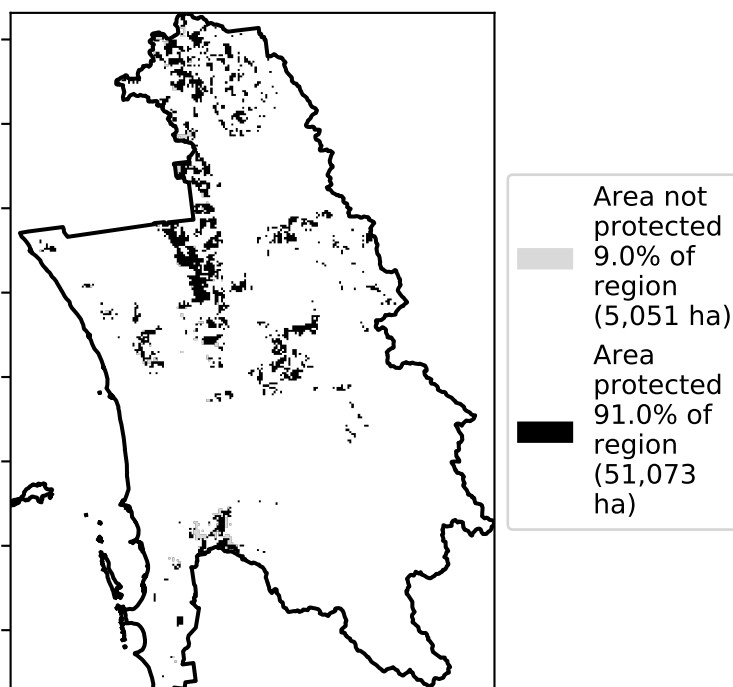 Area not
protected
9.0% of
region
(5,051 ha)
Area
protected
91.0% of
region
(51,073
ha)